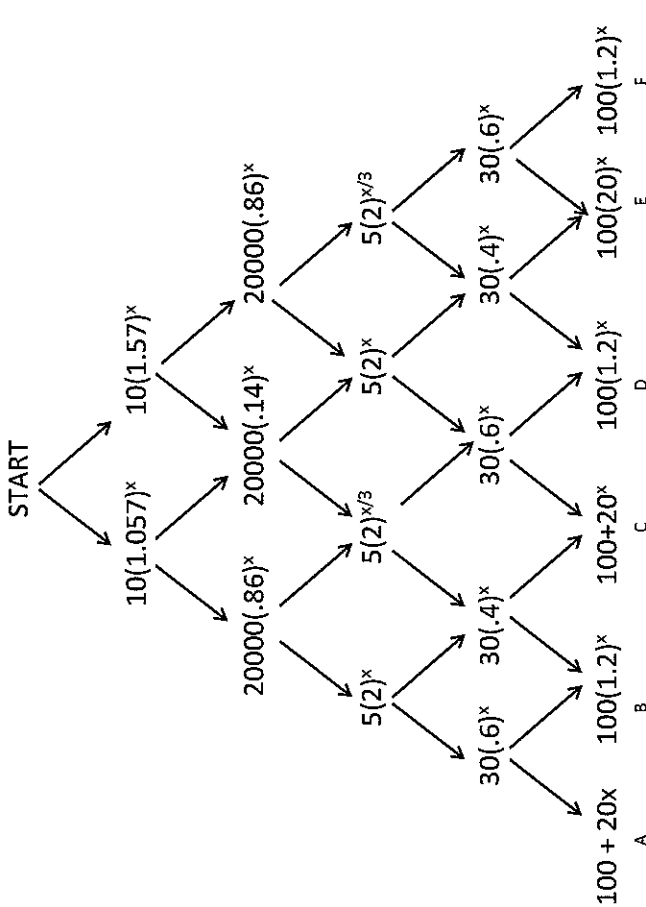 START
10(1.057)ˣ 10(1.57)ˣ
20000(.86)ˣ 20000(.14)ˣ 20000(.86)ˣ
5(2)ˣ 5(2)ˣ/³ 5(2)ˣ 5(2)ˣ/³
30(.6)ˣ 30(.4)ˣ 30(.6)ˣ 30(.4)ˣ 30(.6)ˣ
100 + 20x 100(1.2)ˣ 100+20ˣ 100(1.2)ˣ 100(20)ˣ 100(1.2)ˣ
A B C D E F